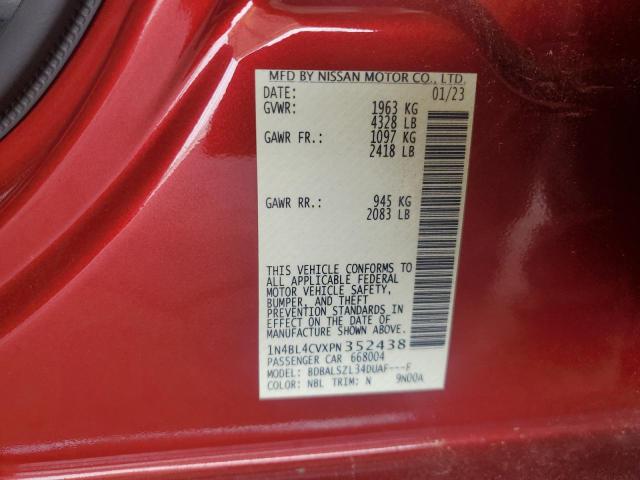 MFD BY NISSAN MOTOR CO., LTD.
DATE: 01/23
GVWR: 1963 KG
4328 LB
GAWR FR.: 1097 KG
2418 LB
GAWR RR.: 945 KG
2083 LB
THIS VEHICLE CONFORMS TO
ALL APPLICABLE FEDERAL
MOTOR VEHICLE SAFETY,
BUMPER, AND THEFT
PREVENTION STANDARDS IN
EFFECT ON THE DATE OF
MANUFACTURE SHOWN ABOVE.
1N4BL4CVXPN352438
PASSENGER CAR 668004
MODEL: BDBALSZL34DUAF---F
COLOR: NBL TRIM: N 9N00A